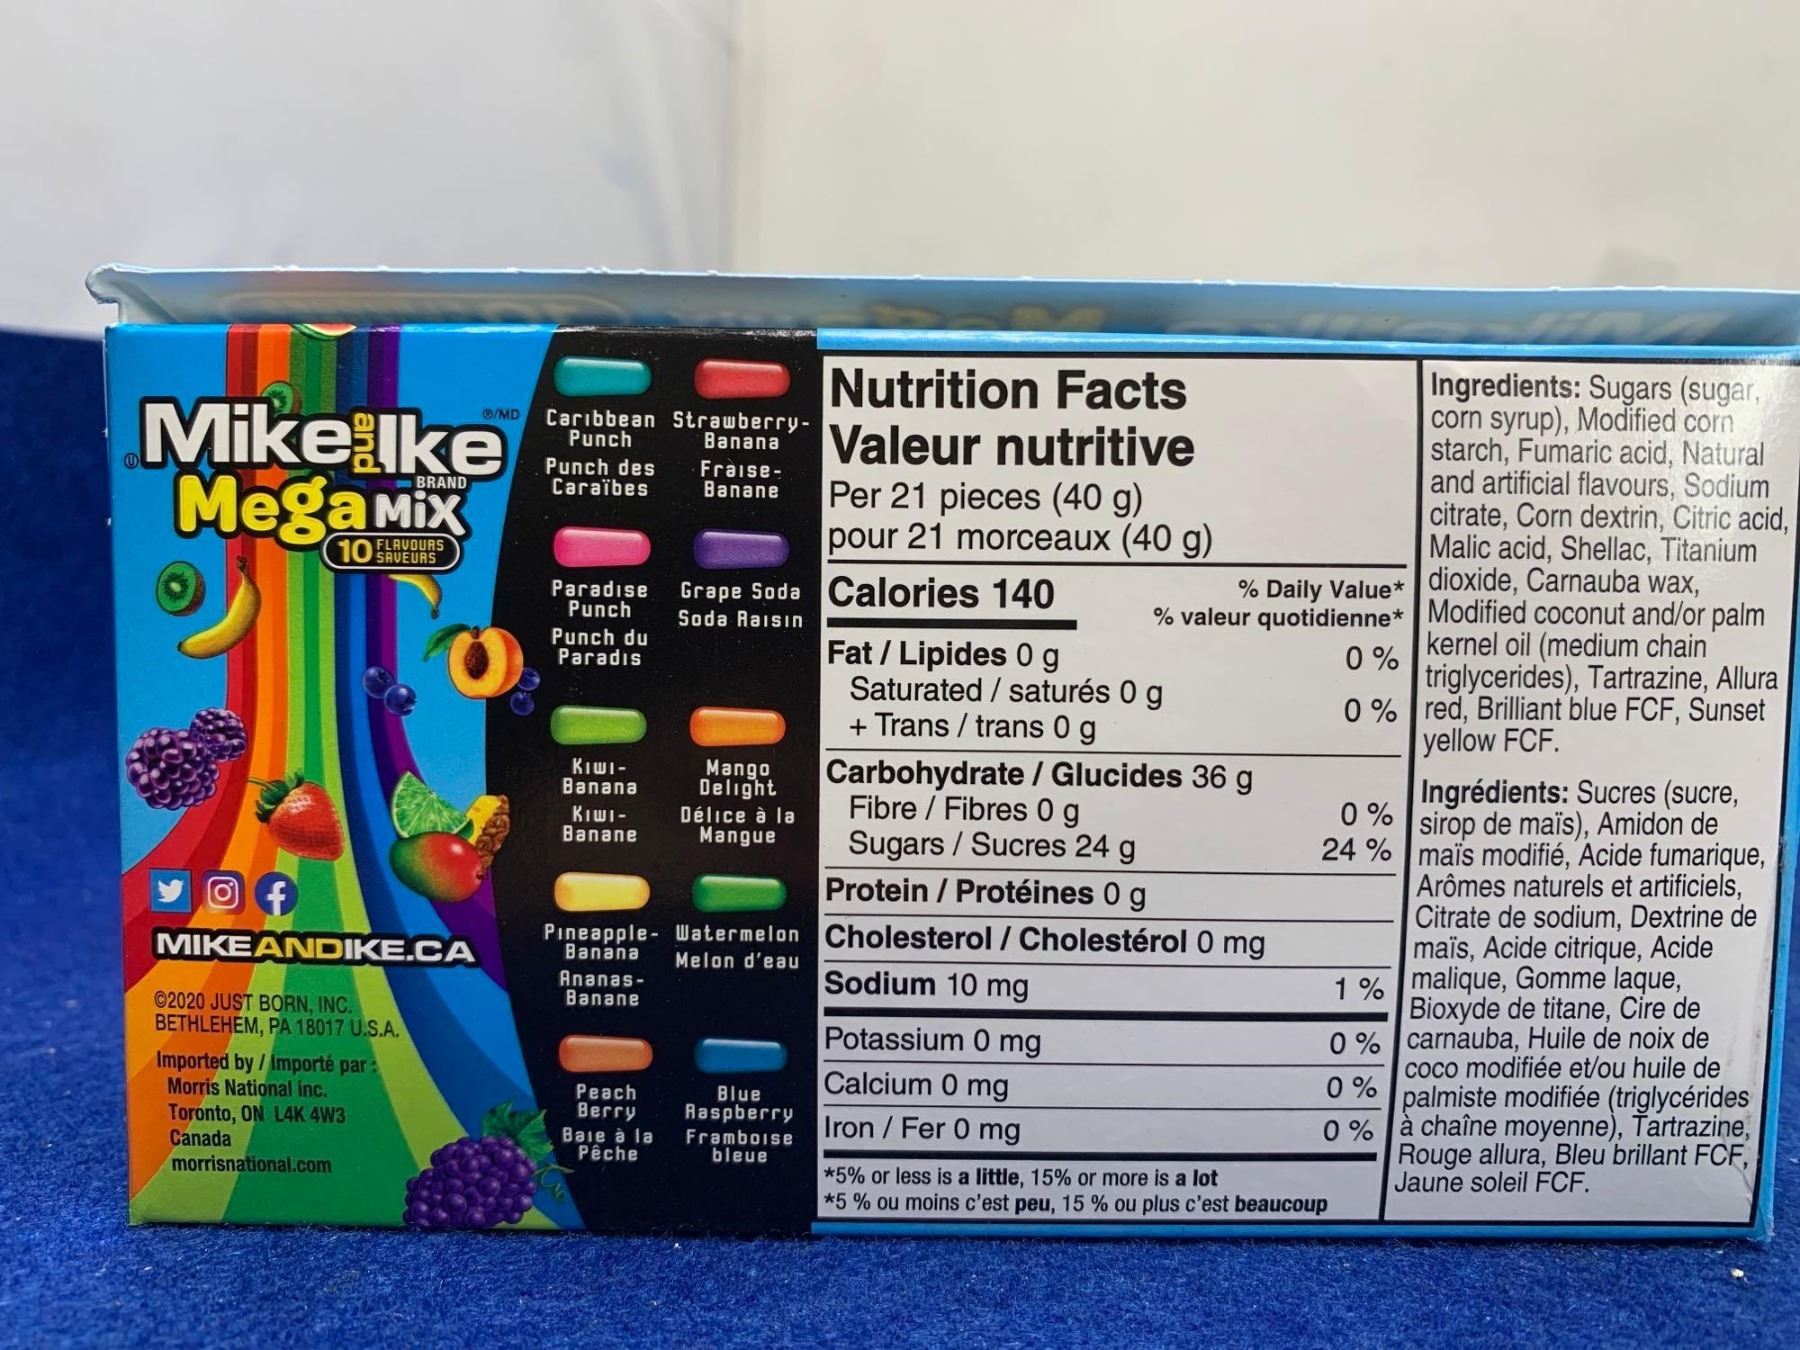 Mike and Ike
®/MD
BRAND
Mega Mix
10 FLAVOURS
SAVEURS
MIKEANDIKE.CA
©2020 JUST BORN, INC.
BETHLEHEM, PA 18017 U.S.A.
Imported by / Importé par :
Morris National inc.
Toronto, ON L4K 4W3
Canada
morrisnational.com
Caribbean
Punch
Punch des
Caraïbes
Strawberry-
Banana
Fraise-
Banane
Paradise
Punch
Punch du
Paradis
Grape Soda
Soda Raisin
Kiwi-
Banana
Kiwi-
Banane
Mango
Delight
Délice à la
Mangue
Pineapple-
Banana
Ananas-
Banane
Watermelon
Melon d'eau
Peach
Berry
Baie à la
Pêche
Blue
Raspberry
Framboise
bleue
Nutrition Facts
Valeur nutritive
Per 21 pieces (40 g)
pour 21 morceaux (40 g)
Calories 140
% Daily Value*
% valeur quotidienne*
Fat / Lipides 0 g 0 %
Saturated / saturés 0 g
+ Trans / trans 0 g 0 %
Carbohydrate / Glucides 36 g
Fibre / Fibres 0 g 0 %
Sugars / Sucres 24 g 24 %
Protein / Protéines 0 g
Cholesterol / Cholestérol 0 mg
Sodium 10 mg 1 %
Potassium 0 mg 0 %
Calcium 0 mg 0 %
Iron / Fer 0 mg 0 %
*5% or less is a little, 15% or more is a lot
*5 % ou moins c'est peu, 15 % ou plus c'est beaucoup
Ingredients: Sugars (sugar,
corn syrup), Modified corn
starch, Fumaric acid, Natural
and artificial flavours, Sodium
citrate, Corn dextrin, Citric acid,
Malic acid, Shellac, Titanium
dioxide, Carnauba wax,
Modified coconut and/or palm
kernel oil (medium chain
triglycerides), Tartrazine, Allura
red, Brilliant blue FCF, Sunset
yellow FCF.
Ingrédients: Sucres (sucre,
sirop de maïs), Amidon de
maïs modifié, Acide fumarique,
Arômes naturels et artificiels,
Citrate de sodium, Dextrine de
maïs, Acide citrique, Acide
malique, Gomme laque,
Bioxyde de titane, Cire de
carnauba, Huile de noix de
coco modifiée et/ou huile de
palmiste modifiée (triglycérides
à chaîne moyenne), Tartrazine,
Rouge allura, Bleu brillant FCF,
Jaune soleil FCF.